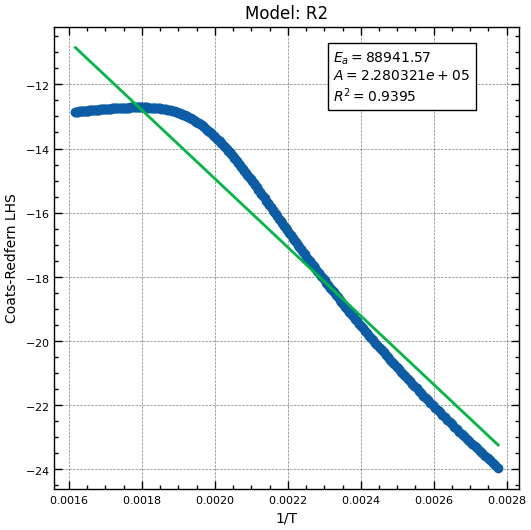 Model: R2
E_a = 88941.57
A = 2.280321e + 05
R^2 = 0.9395
−12
−14
−16
−18
−20
−22
−24
Coats-Redfern LHS
0.0016 0.0018 0.0020 0.0022 0.0024 0.0026 0.0028
1/T